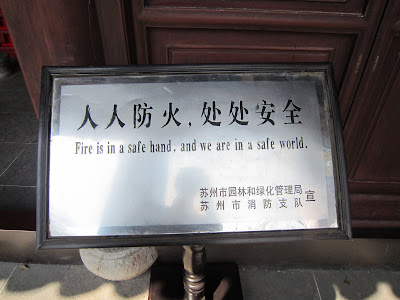 人人防火，处处安全
Fire is in a safe hand, and we are in a safe world.
苏州市园林和绿化管理局
苏州市消防支队 宣